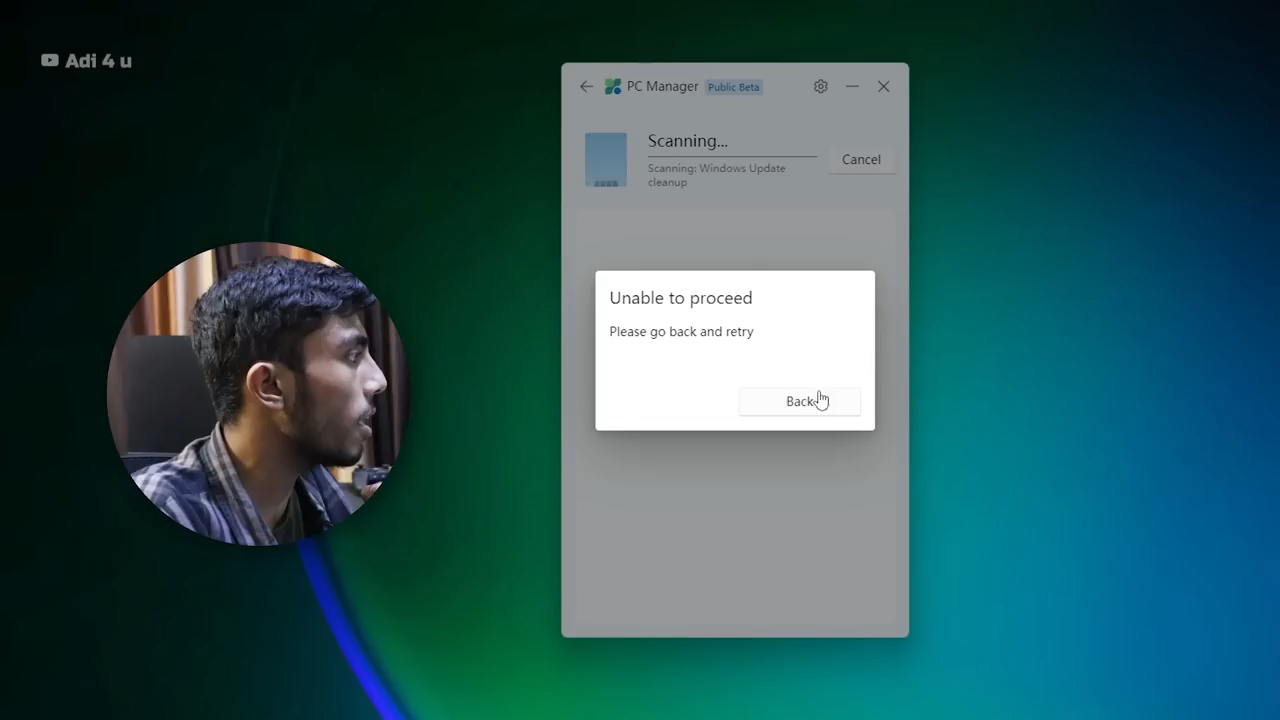 Adi 4 u
PC Manager Public Beta
Scanning...
Scanning: Windows Update
cleanup
Cancel
Unable to proceed
Please go back and retry
Back